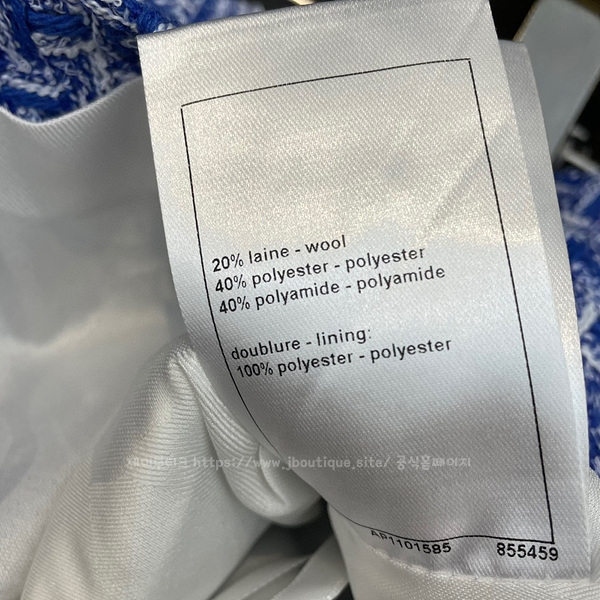 20% laine - wool
40% polyester - polyester
40% polyamide - polyamide
doublure - lining:
100% polyester - polyester
https://www.jboutique.site/ 공식홈페이지
AP1101585 855459